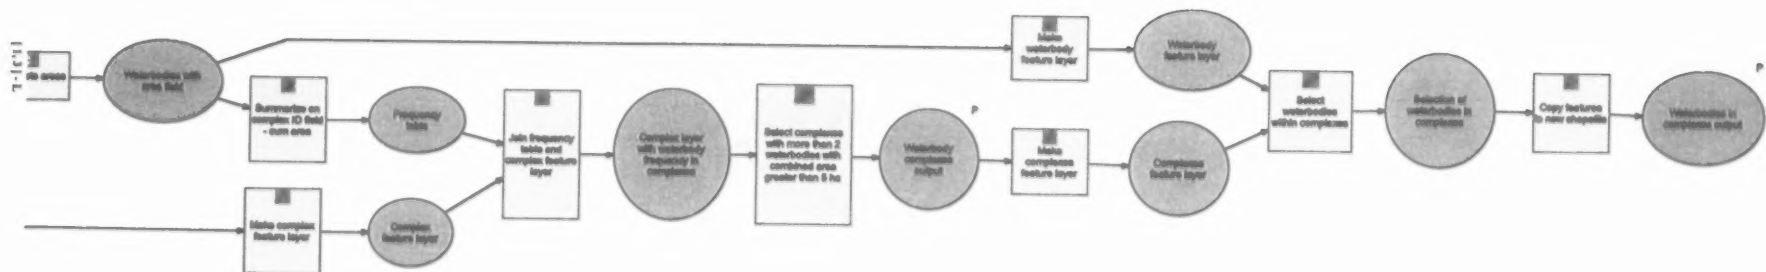 areas
Waterbodies with
area field
Summarize on
complex ID field
- sum area
Frequency
table
Make complex
feature layer
Complex
feature layer
Join frequency
table and
complex feature
layer
Complex layer
with waterbody
frequency in
complexes
Select complexes
with more than 2
waterbodies with
combined area
greater than 5 ha
P
Waterbody
complexes
output
Make
waterbody
feature layer
Waterbody
feature layer
Make
complexes
feature layer
Complexes
feature layer
Select
waterbodies
within complexes
Selection of
waterbodies in
complexes
Copy features
to new shapefile
P
Waterbodies in
complexes output